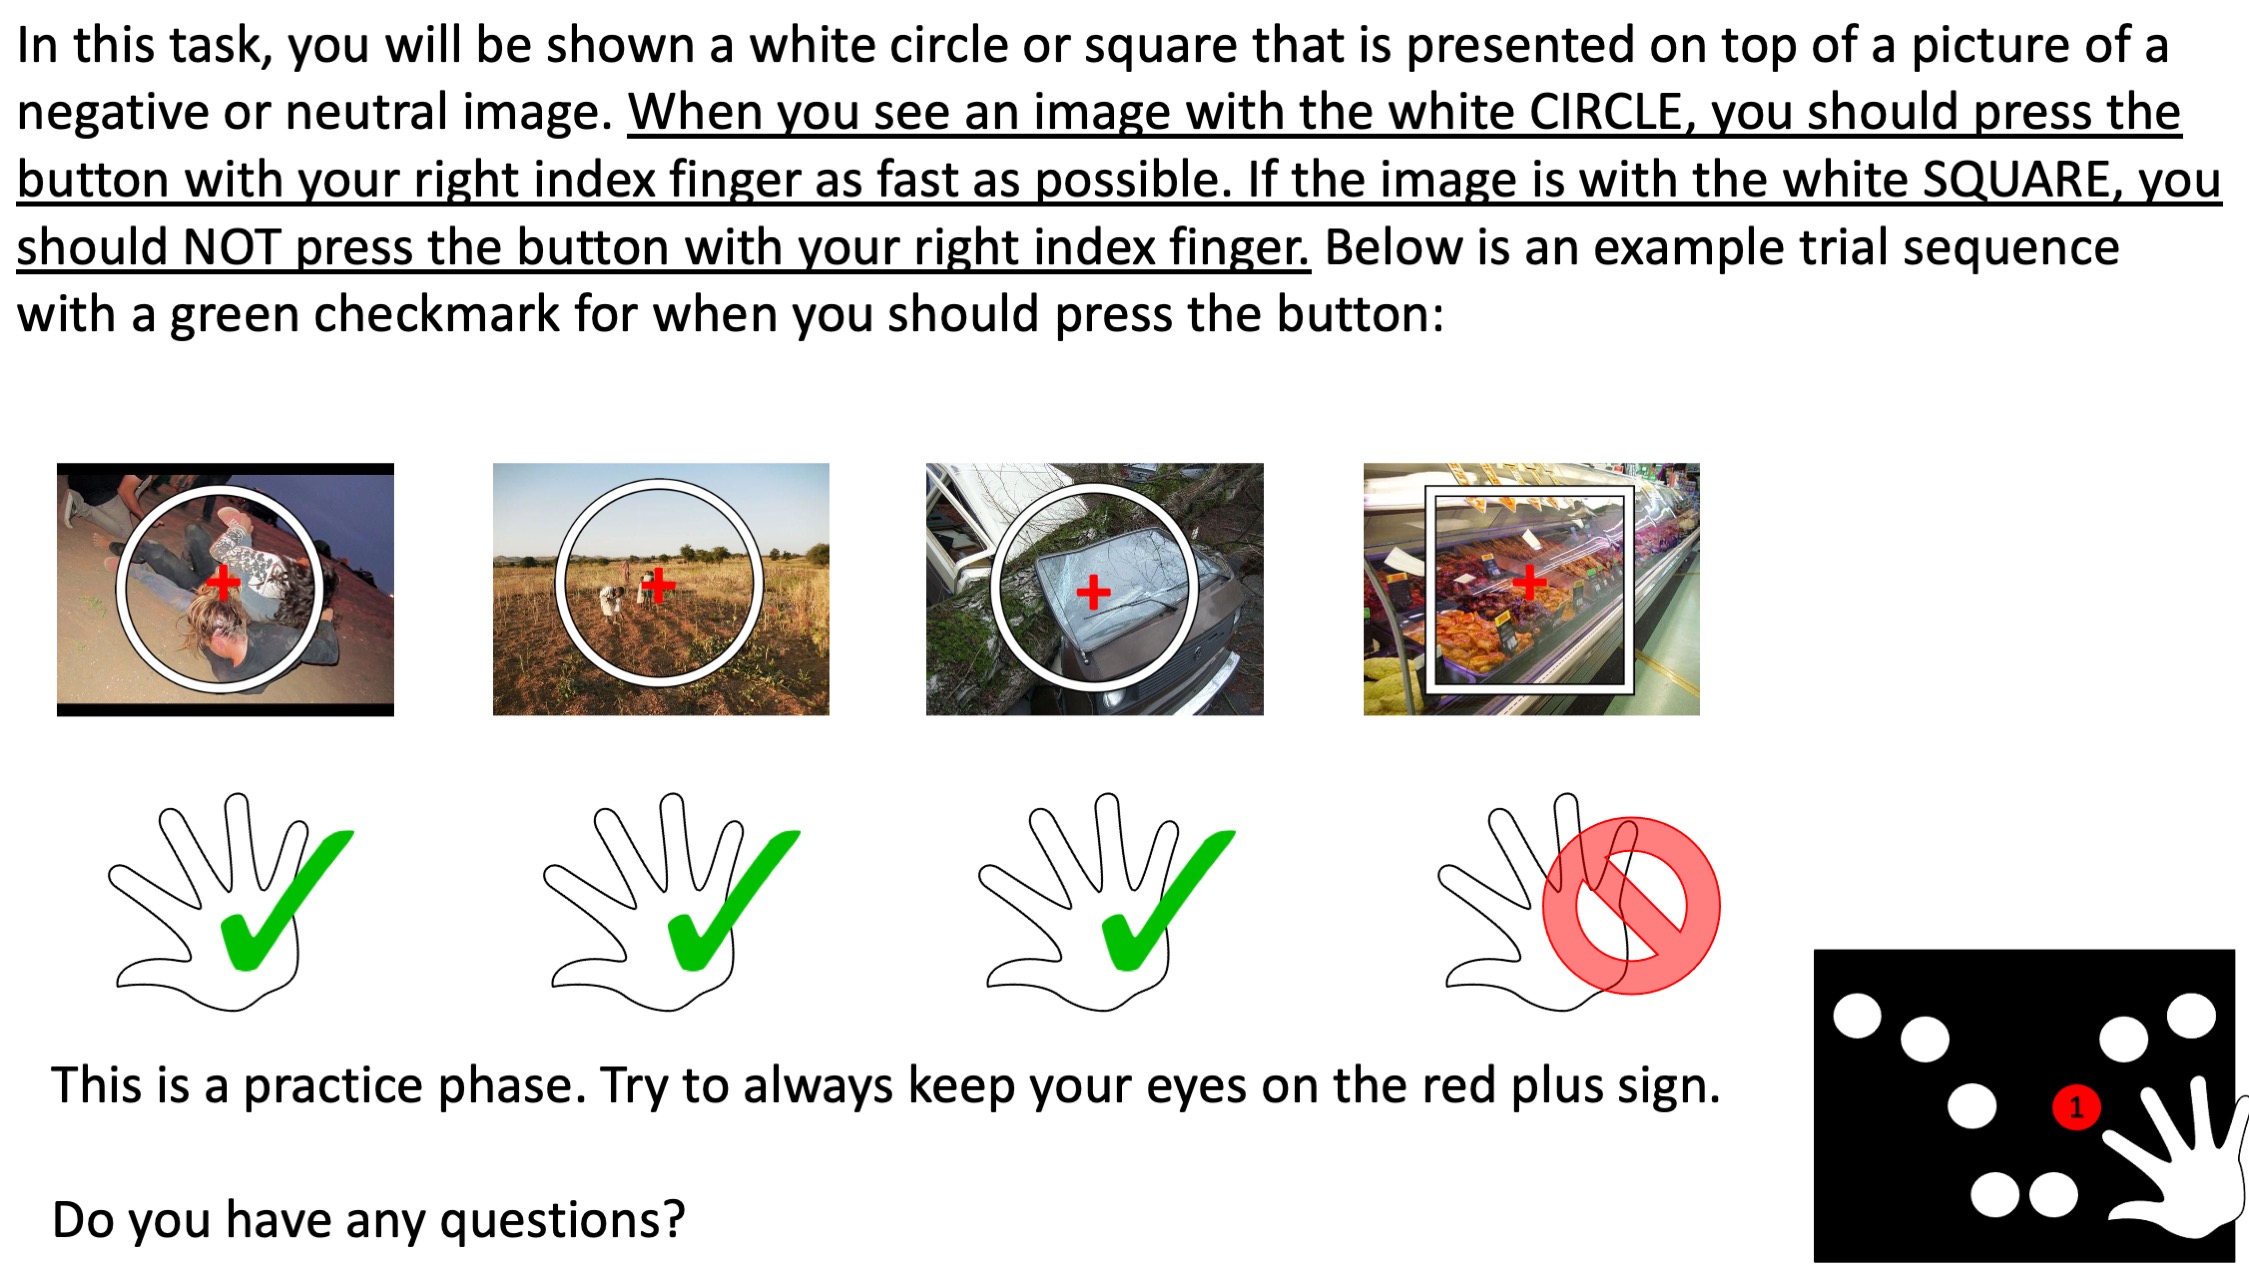 In this task, you will be shown a white circle or square that is presented on top of a picture of a
negative or neutral image. When you see an image with the white CIRCLE, you should press the
button with your right index finger as fast as possible. If the image is with the white SQUARE, you
should NOT press the button with your right index finger. Below is an example trial sequence
with a green checkmark for when you should press the button:
This is a practice phase. Try to always keep your eyes on the red plus sign.
1
Do you have any questions?